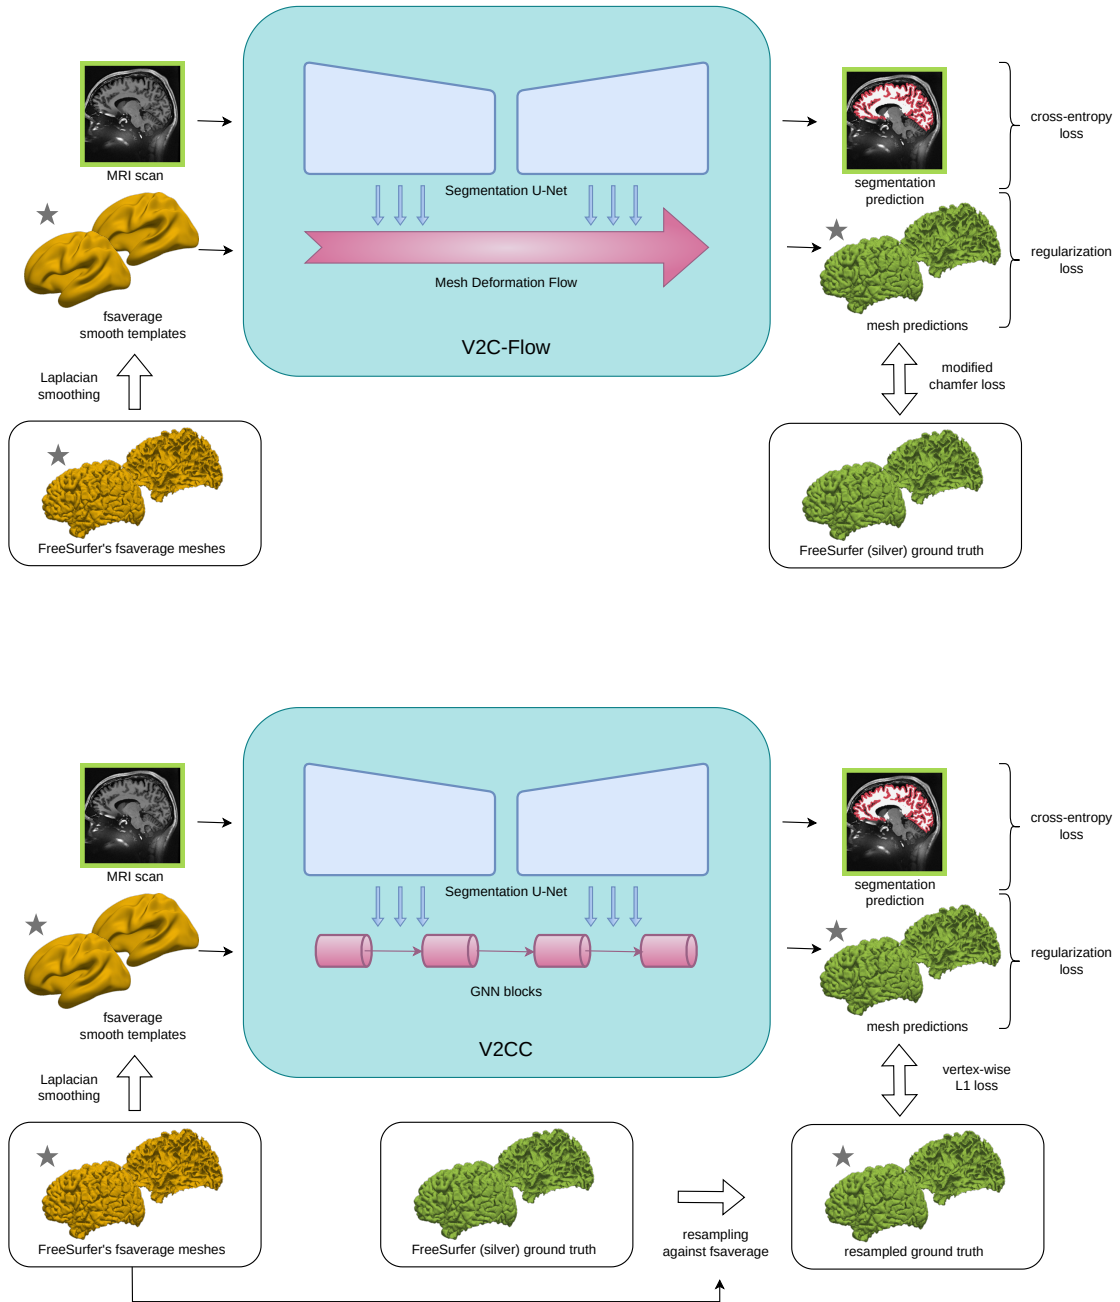 MRI scan
Segmentation U-Net
segmentation
prediction
cross-entropy
loss
Mesh Deformation Flow
regularization
loss
fsaverage
smooth templates
mesh predictions
V2C-Flow
Laplacian
smoothing
modified
chamfer loss
FreeSurfer's fsaverage meshes
FreeSurfer (silver) ground truth
MRI scan
Segmentation U-Net
segmentation
prediction
cross-entropy
loss
GNN blocks
regularization
loss
fsaverage
smooth templates
mesh predictions
V2CC
Laplacian
smoothing
vertex-wise
L1 loss
FreeSurfer's fsaverage meshes
FreeSurfer (silver) ground truth
resampling
against fsaverage
resampled ground truth